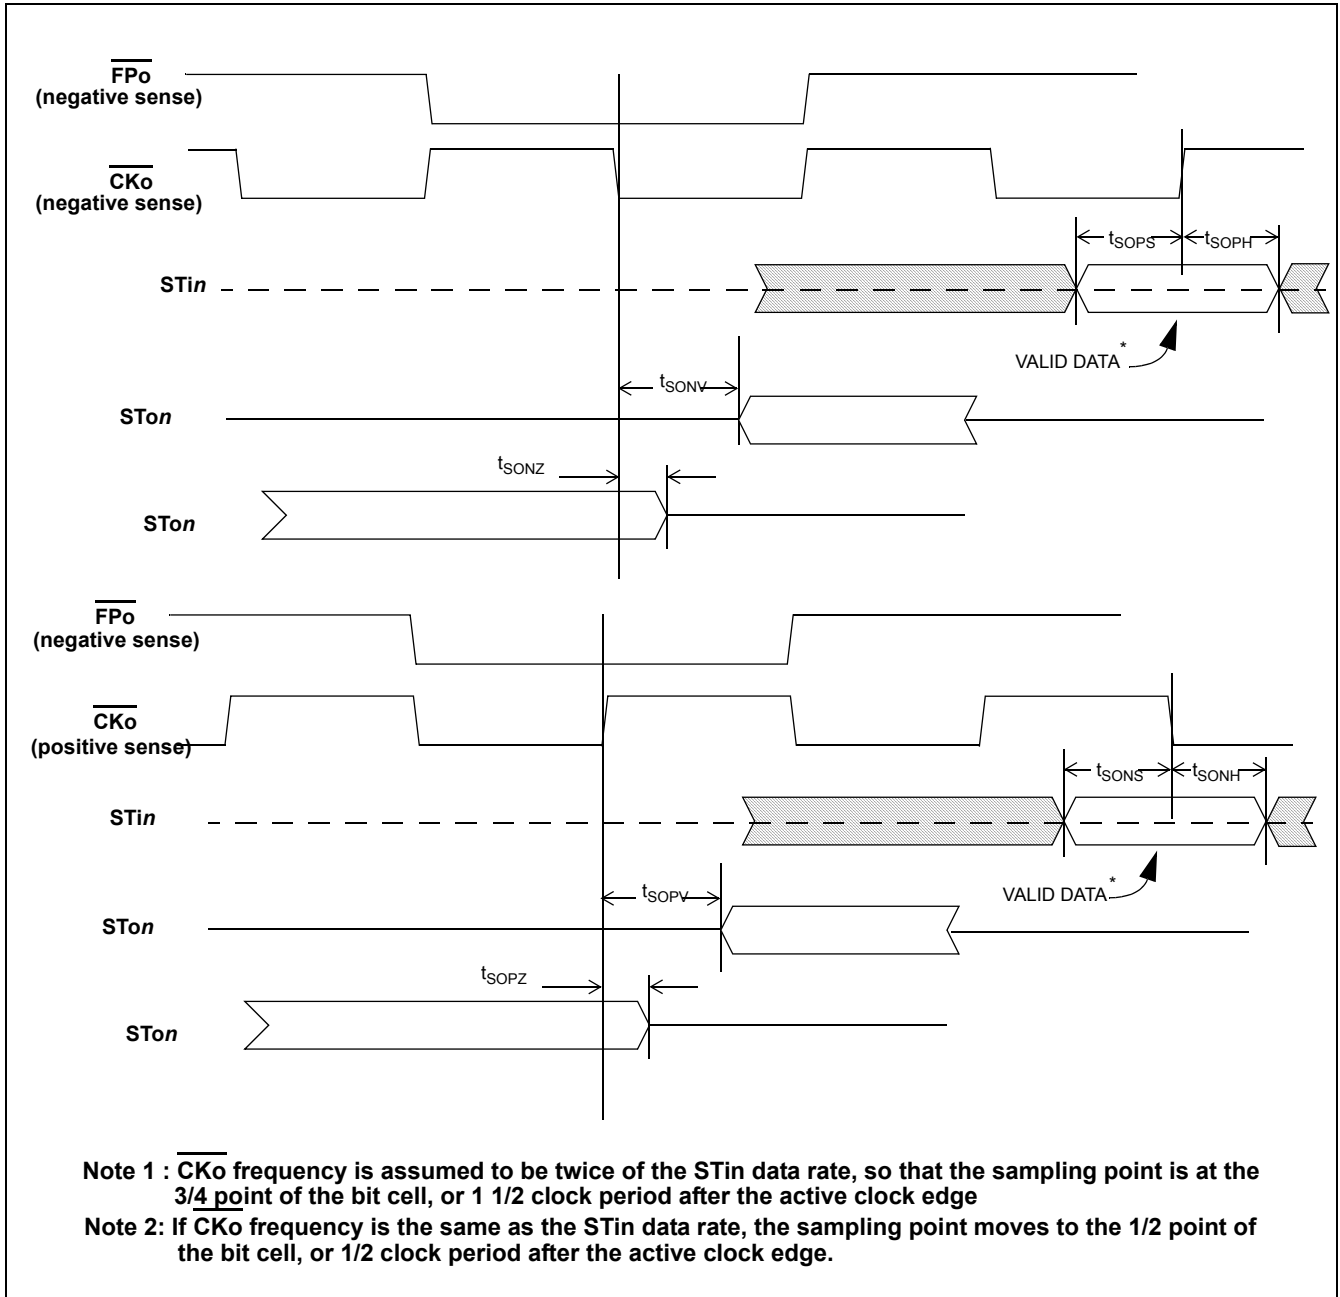 FPo
(negative sense)
CKo
(negative sense)
tSOPS
tSOPH
STin
VALID DATA*
tSONV
STon
tSONZ
STon
FPo
(negative sense)
CKo
(positive sense)
tSONS
tSONH
STin
VALID DATA*
tSOPV
STon
tSOPZ
STon
Note 1 : CKo frequency is assumed to be twice of the STin data rate, so that the sampling point is at the
3/4 point of the bit cell, or 1 1/2 clock period after the active clock edge
Note 2: If CKo frequency is the same as the STin data rate, the sampling point moves to the 1/2 point of
the bit cell, or 1/2 clock period after the active clock edge.